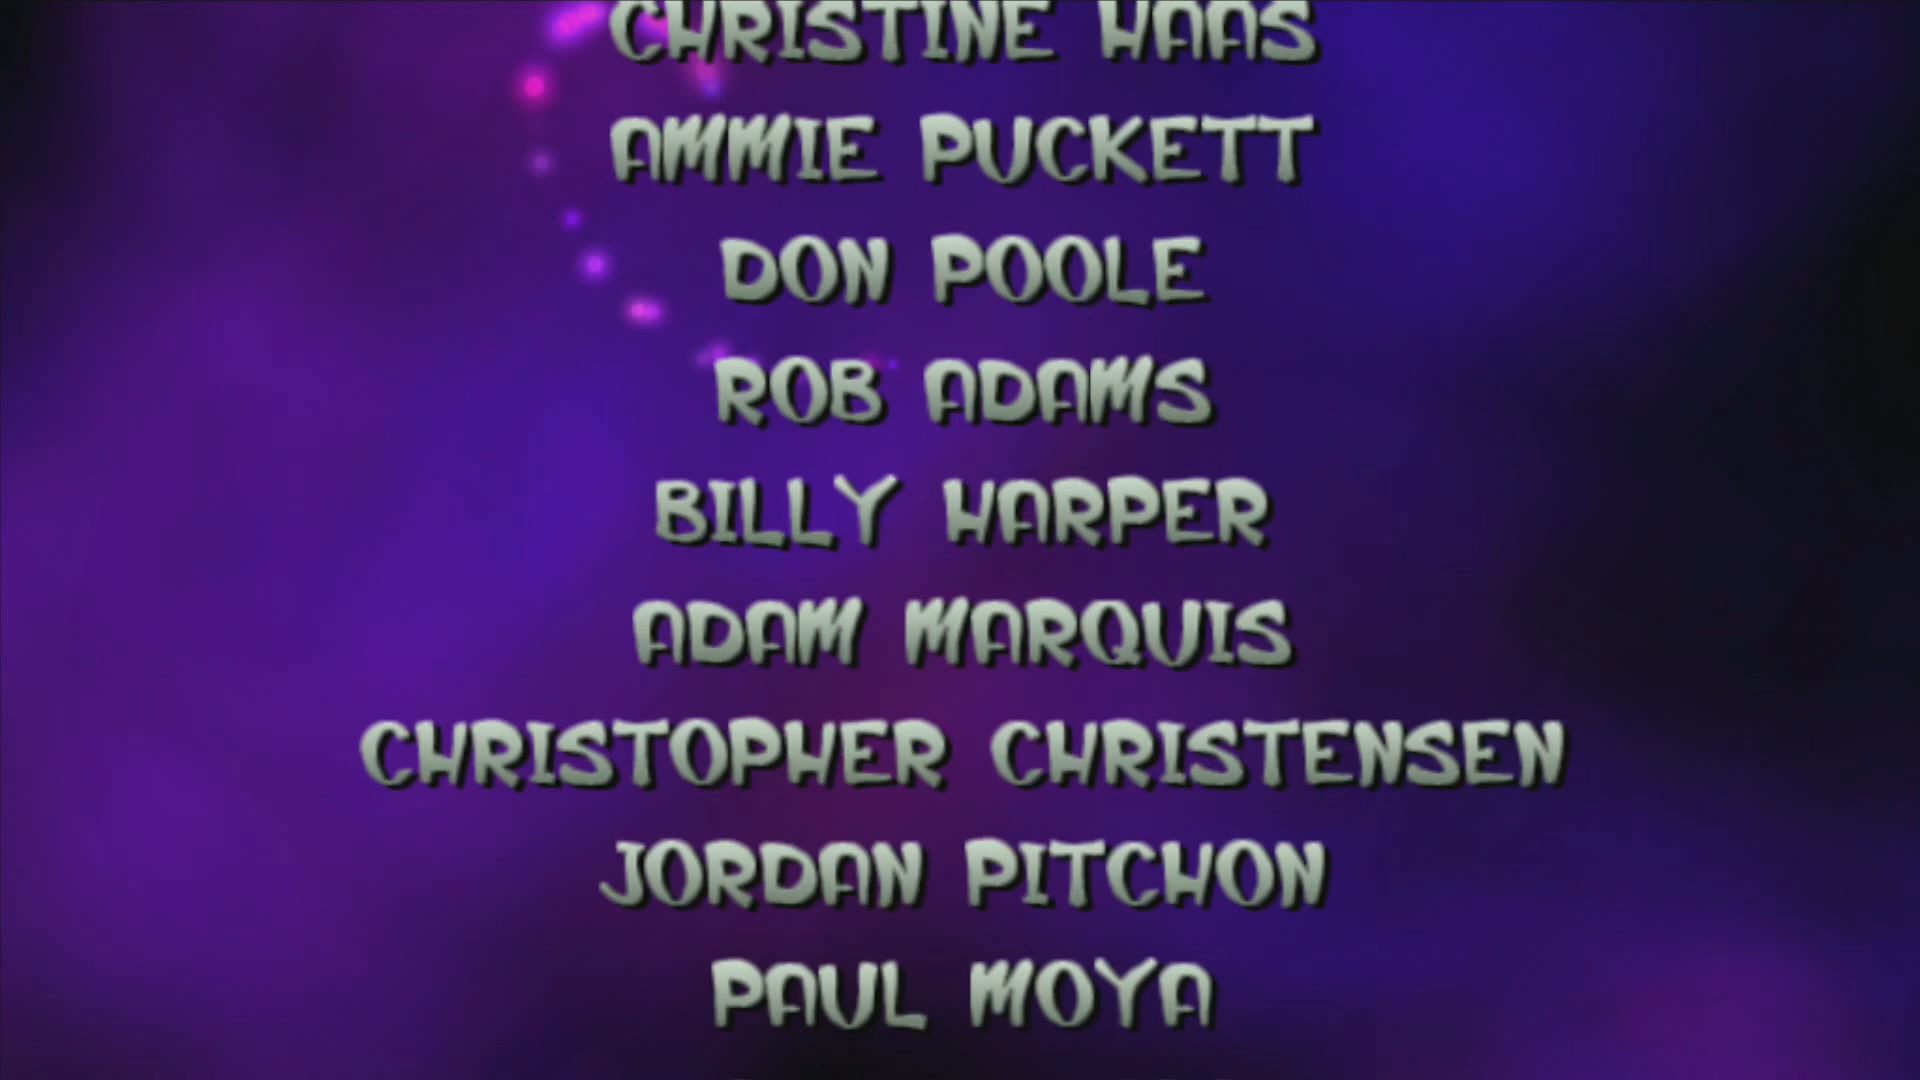 CHRISTINE HAAS
AMMIE PUCKETT
DON POOLE
ROB ADAMS
BILLY HARPER
ADAM MARQUIS
CHRISTOPHER CHRISTENSEN
JORDAN PITCHON
PAUL MOYA